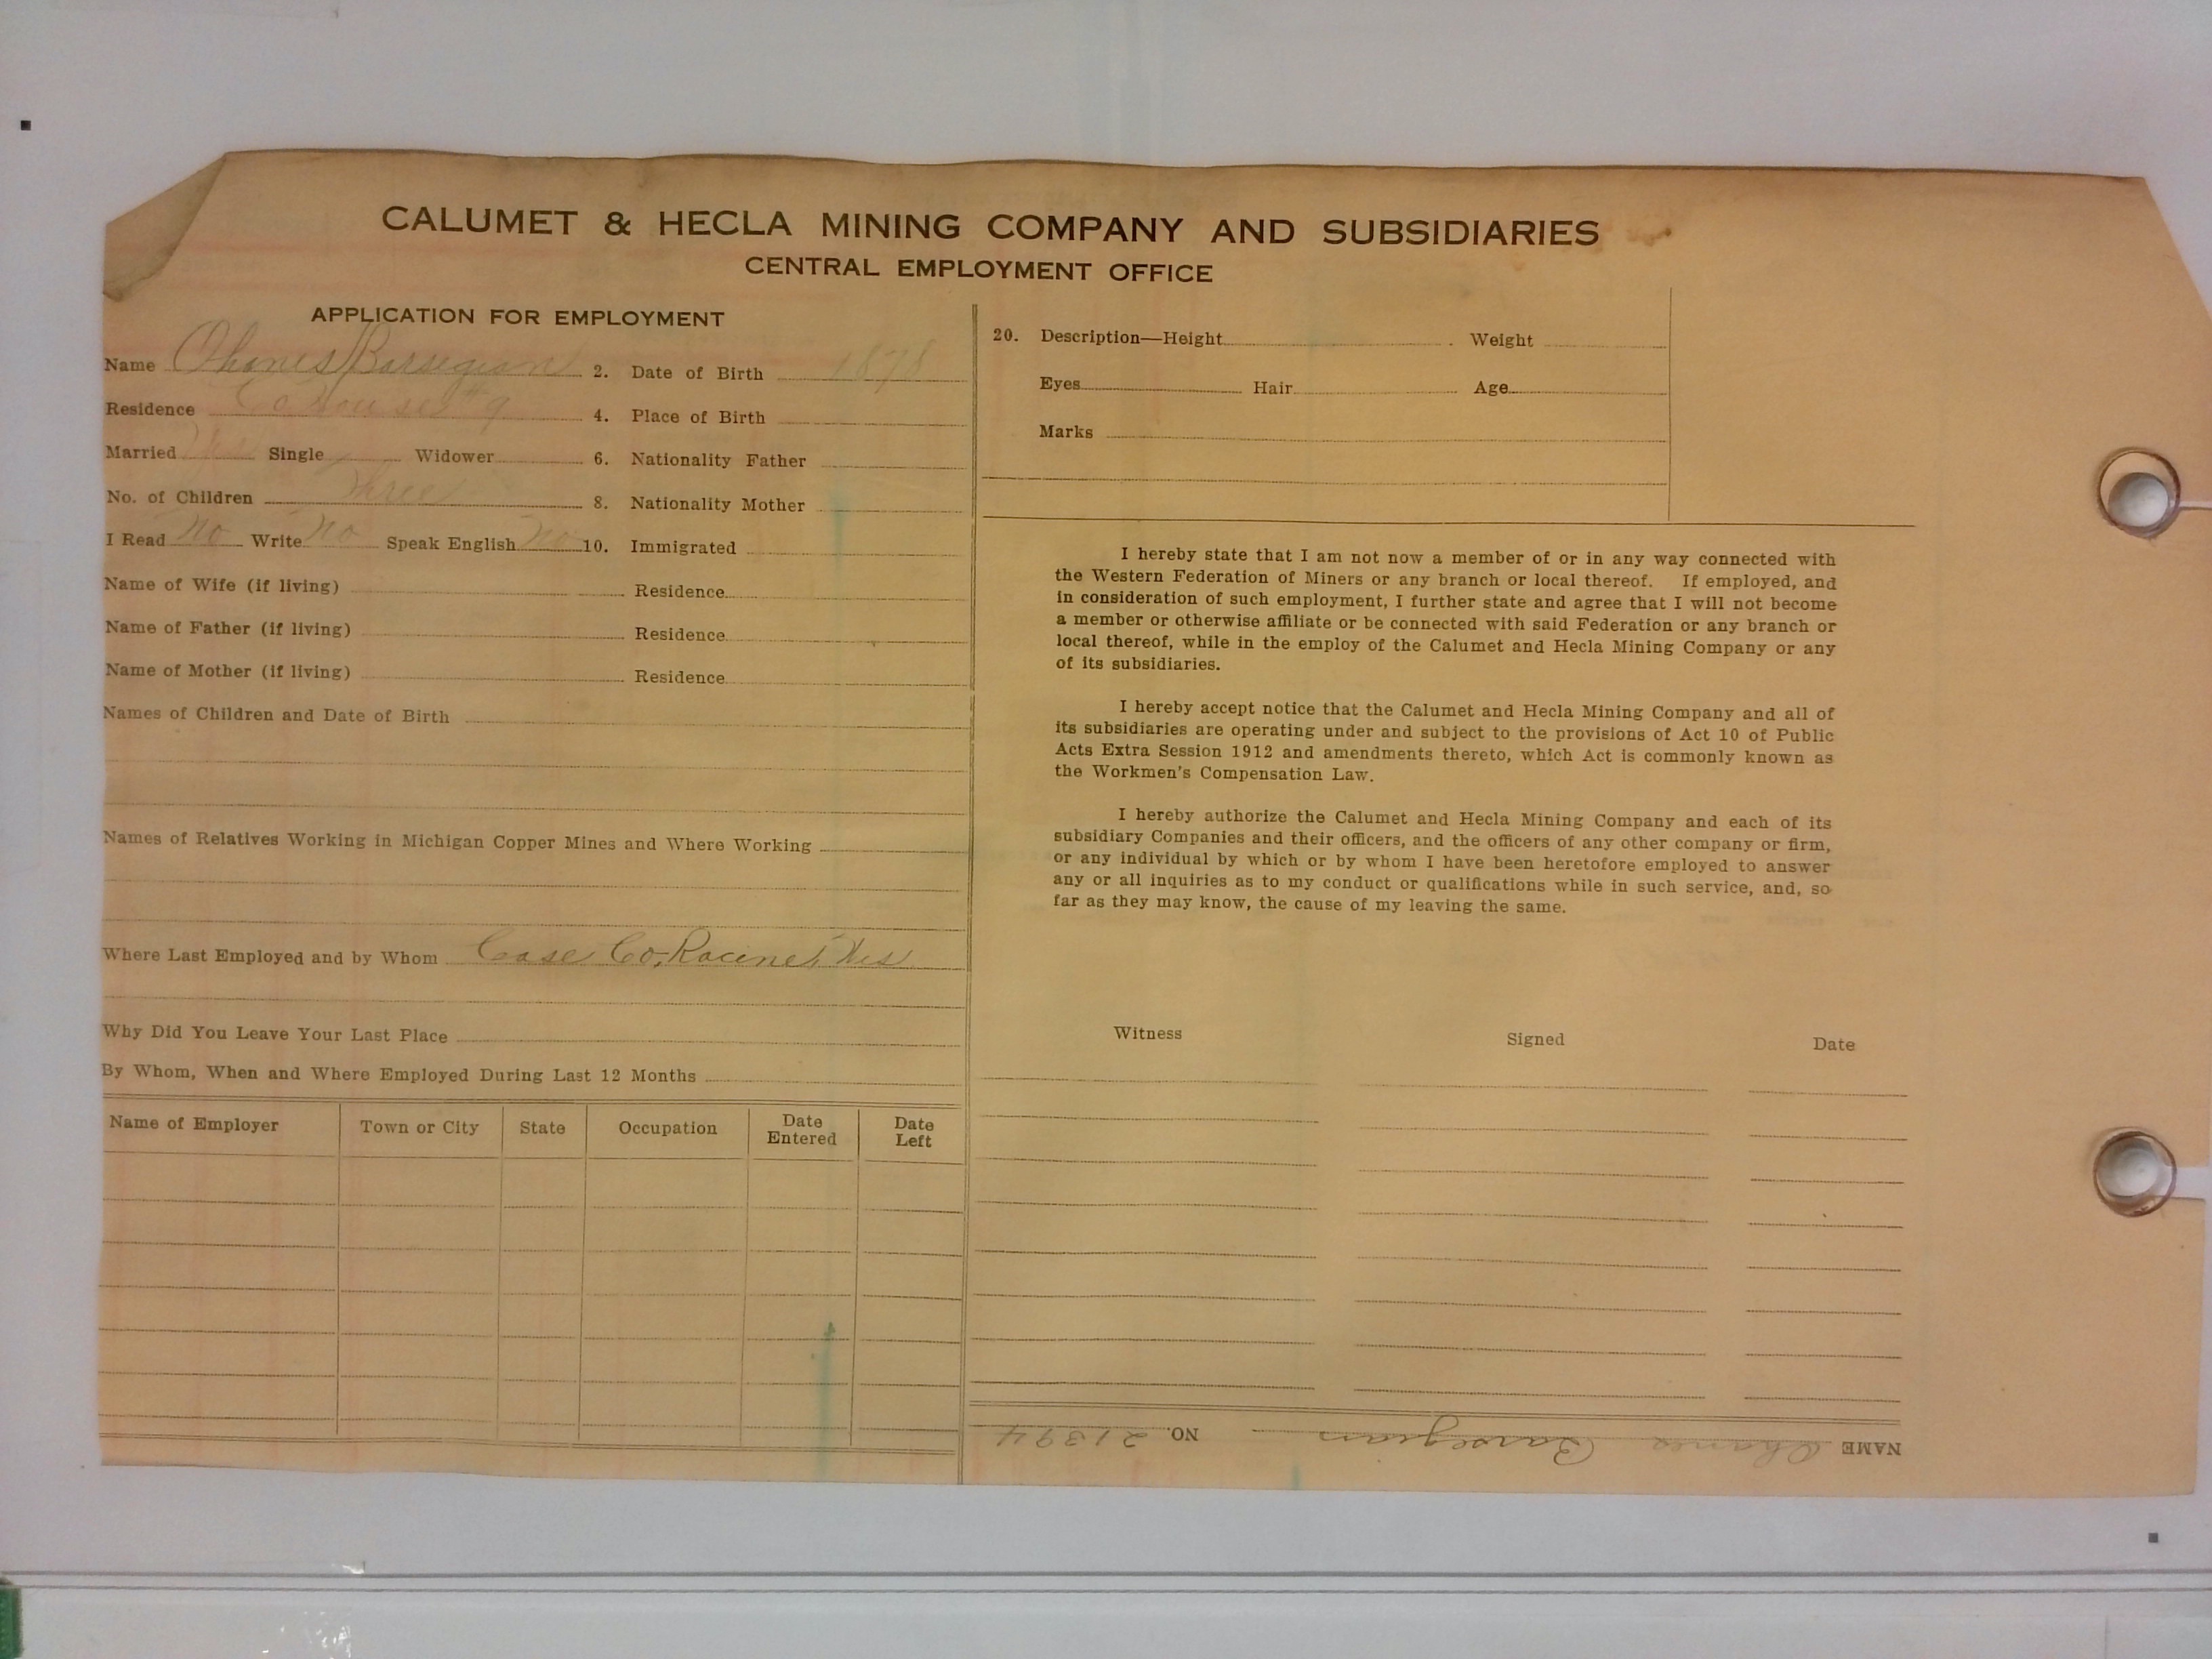 CALUMET & HECLA MINING COMPANY AND SUBSIDIARIES
CENTRAL EMPLOYMENT OFFICE
APPLICATION FOR EMPLOYMENT
Name Ohanes Barsegian 2. Date of Birth 1878
Residence Co House #9 4. Place of Birth
Married Yes Single Widower 6. Nationality Father
No. of Children Three 8. Nationality Mother
I Read No Write No Speak English No 10. Immigrated
Name of Wife (if living) Residence
Name of Father (if living) Residence
Name of Mother (if living) Residence
Names of Children and Date of Birth
Names of Relatives Working in Michigan Copper Mines and Where Working
Where Last Employed and by Whom Case Co, Racine, Wis
Why Did You Leave Your Last Place
By Whom, When and Where Employed During Last 12 Months
Name of Employer Town or City State Occupation Date Entered Date Left
20. Description—Height Weight
Eyes Hair Age
Marks
I hereby state that I am not now a member of or in any way connected with
the Western Federation of Miners or any branch or local thereof. If employed, and
in consideration of such employment, I further state and agree that I will not become
a member or otherwise affiliate or be connected with said Federation or any branch or
local thereof, while in the employ of the Calumet and Hecla Mining Company or any
of its subsidiaries.
I hereby accept notice that the Calumet and Hecla Mining Company and all of
its subsidiaries are operating under and subject to the provisions of Act 10 of Public
Acts Extra Session 1912 and amendments thereto, which Act is commonly known as
the Workmen's Compensation Law.
I hereby authorize the Calumet and Hecla Mining Company and each of its
subsidiary Companies and their officers, and the officers of any other company or firm,
or any individual by which or by whom I have been heretofore employed to answer
any or all inquiries as to my conduct or qualifications while in such service, and, so
far as they may know, the cause of my leaving the same.
Witness Signed Date
NAME Ohanes Barsegian NO. 21394